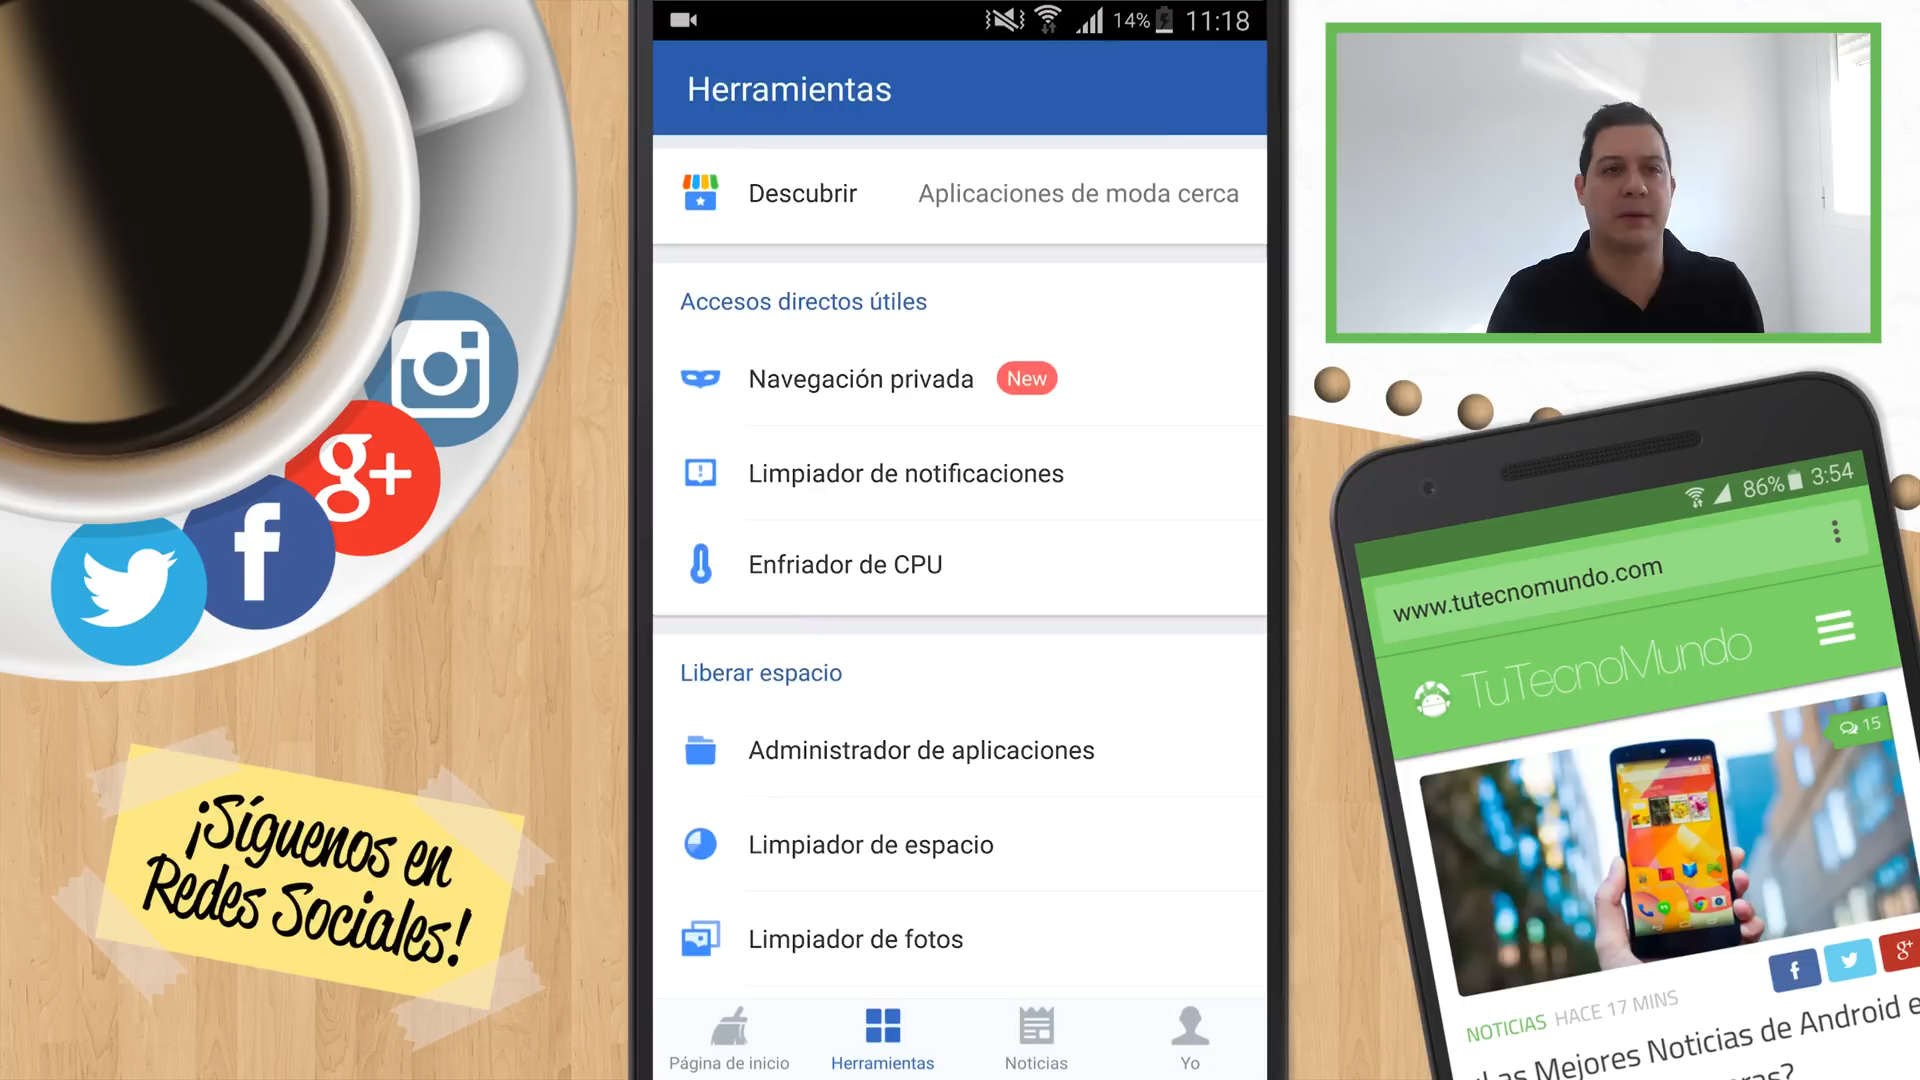 14% 11:18
Herramientas
Descubrir Aplicaciones de moda cerca
Accesos directos útiles
Navegación privada New
Limpiador de notificaciones
Enfriador de CPU
Liberar espacio
Administrador de aplicaciones
Limpiador de espacio
Limpiador de fotos
Página de inicio Herramientas Noticias Yo
g+
f
¡Síguenos en
Redes Sociales!
86% 3:54
www.tutecnomundo.com
TuTecnoMundo
15
f g+
NOTICIAS HACE 17 MINS
Las Mejores Noticias de Android e